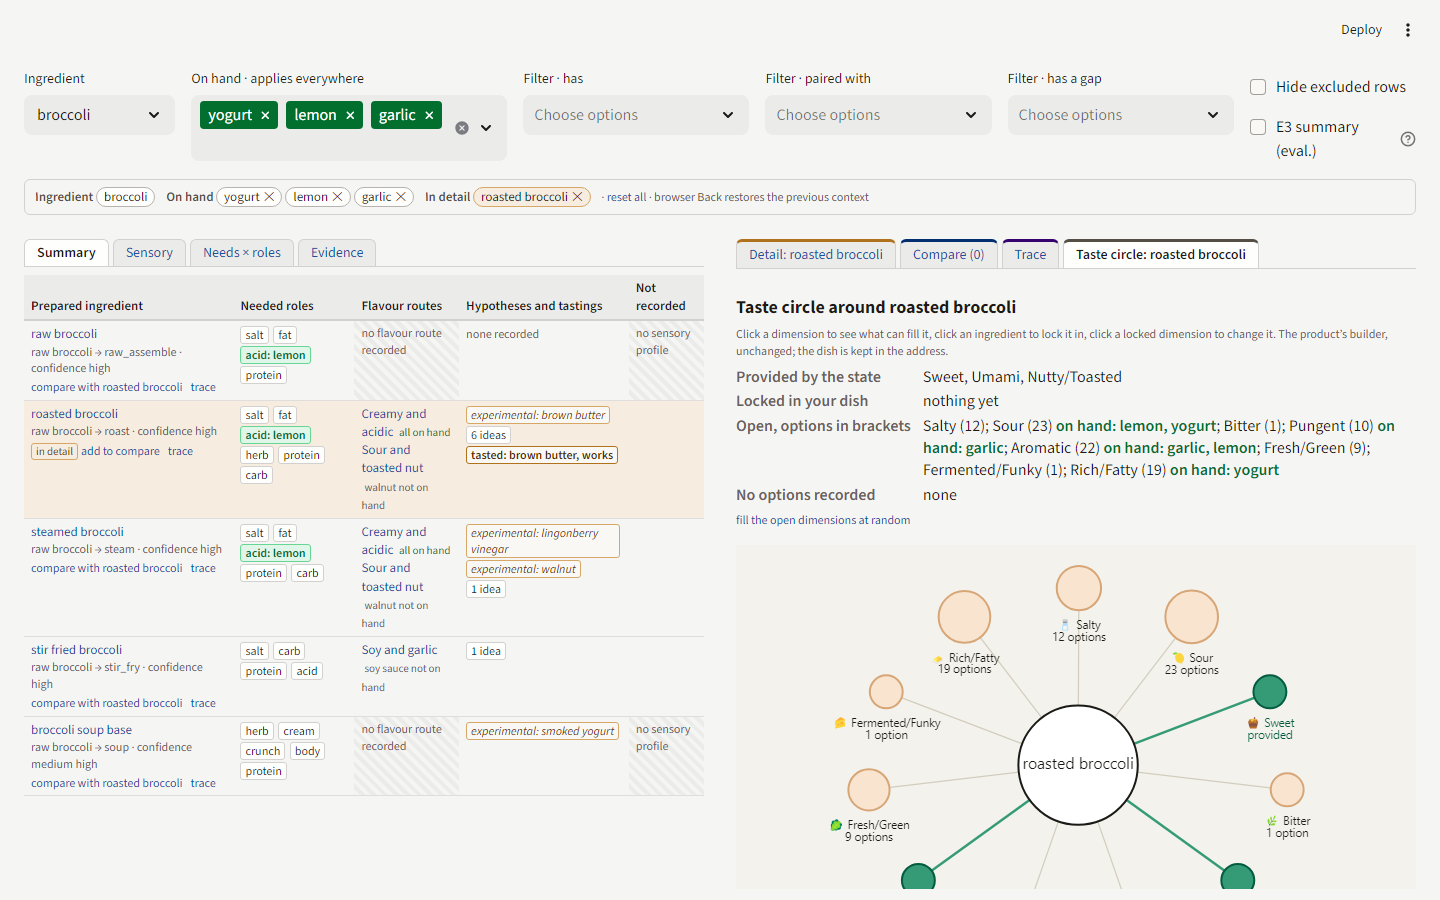 Deploy
Ingredient
On hand · applies everywhere
Filter · has
Filter · paired with
Filter · has a gap
broccoli
yogurt ×
lemon ×
garlic ×
Choose options
Choose options
Choose options
Hide excluded rows
E3 summary
(eval.)
Ingredient broccoli On hand yogurt × lemon × garlic × In detail roasted broccoli × · reset all · browser Back restores the previous context
Summary
Sensory
Needs × roles
Evidence
Prepared ingredient
Needed roles
Flavour routes
Hypotheses and tastings
Not
recorded
raw broccoli
raw broccoli → raw_assemble ·
confidence high
compare with roasted broccoli trace
salt fat
acid: lemon
protein
no flavour route
recorded
none recorded
no sensory
profile
roasted broccoli
raw broccoli → roast · confidence high
in detail add to compare trace
salt fat
acid: lemon
herb protein
carb
Creamy and
acidic all on hand
Sour and
toasted nut
walnut not on
hand
experimental: brown butter
6 ideas
tasted: brown butter, works
steamed broccoli
raw broccoli → steam · confidence high
compare with roasted broccoli trace
salt fat
acid: lemon
protein carb
Creamy and
acidic all on hand
Sour and
toasted nut
walnut not on
hand
experimental: lingonberry
vinegar
experimental: walnut
1 idea
stir fried broccoli
raw broccoli → stir_fry · confidence
high
compare with roasted broccoli trace
salt carb
protein acid
Soy and garlic
soy sauce not on
hand
1 idea
broccoli soup base
raw broccoli → soup · confidence
medium high
compare with roasted broccoli trace
herb cream
crunch body
protein
no flavour route
recorded
experimental: smoked yogurt
no sensory
profile
Detail: roasted broccoli
Compare (0)
Trace
Taste circle: roasted broccoli
Taste circle around roasted broccoli
Click a dimension to see what can fill it, click an ingredient to lock it in, click a locked dimension to change it. The product's builder,
unchanged; the dish is kept in the address.
Provided by the state Sweet, Umami, Nutty/Toasted
Locked in your dish nothing yet
Open, options in brackets Salty (12); Sour (23) on hand: lemon, yogurt; Bitter (1); Pungent (10) on
hand: garlic; Aromatic (22) on hand: garlic, lemon; Fresh/Green (9);
Fermented/Funky (1); Rich/Fatty (19) on hand: yogurt
No options recorded none
fill the open dimensions at random
Salty
12 options
Rich/Fatty
19 options
Sour
23 options
Fermented/Funky
1 option
Sweet
provided
roasted broccoli
Fresh/Green
9 options
Bitter
1 option